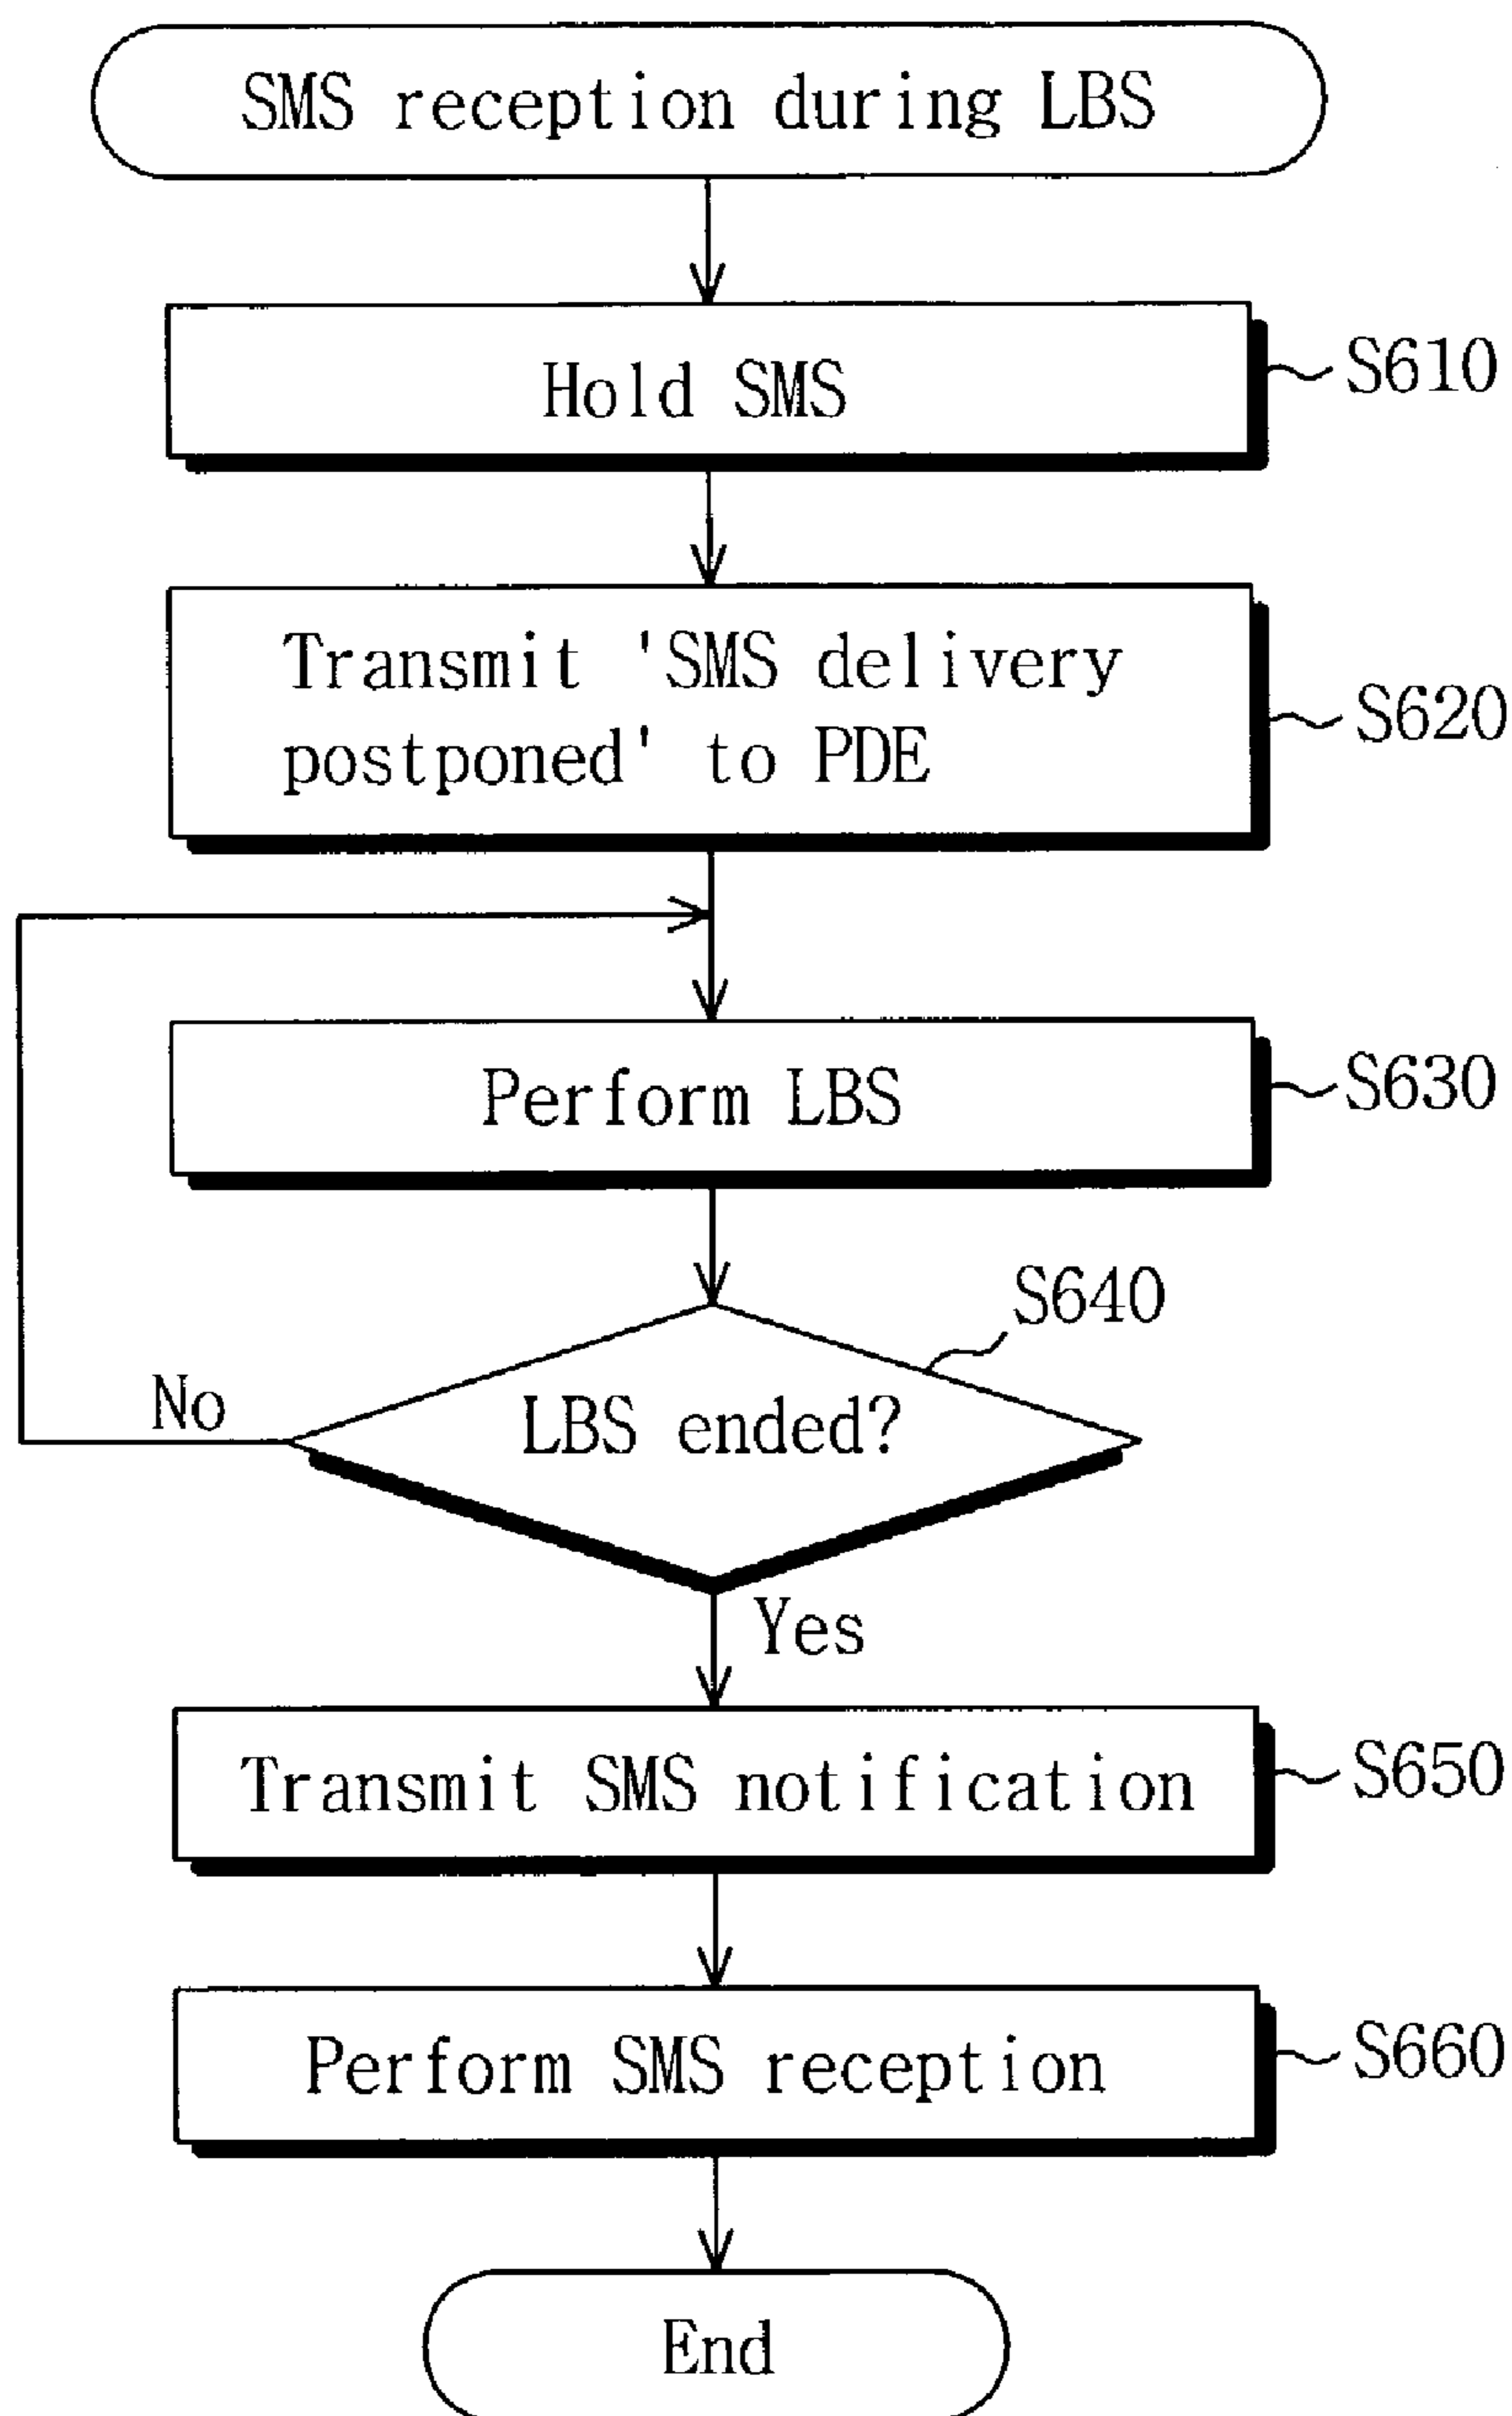 SMS reception during LBS
Hold SMS
S610
Transmit 'SMS delivery
postponed' to PDE
S620
Perform LBS
S630
S640
LBS ended?
No
Yes
Transmit SMS notification
S650
Perform SMS reception
S660
End